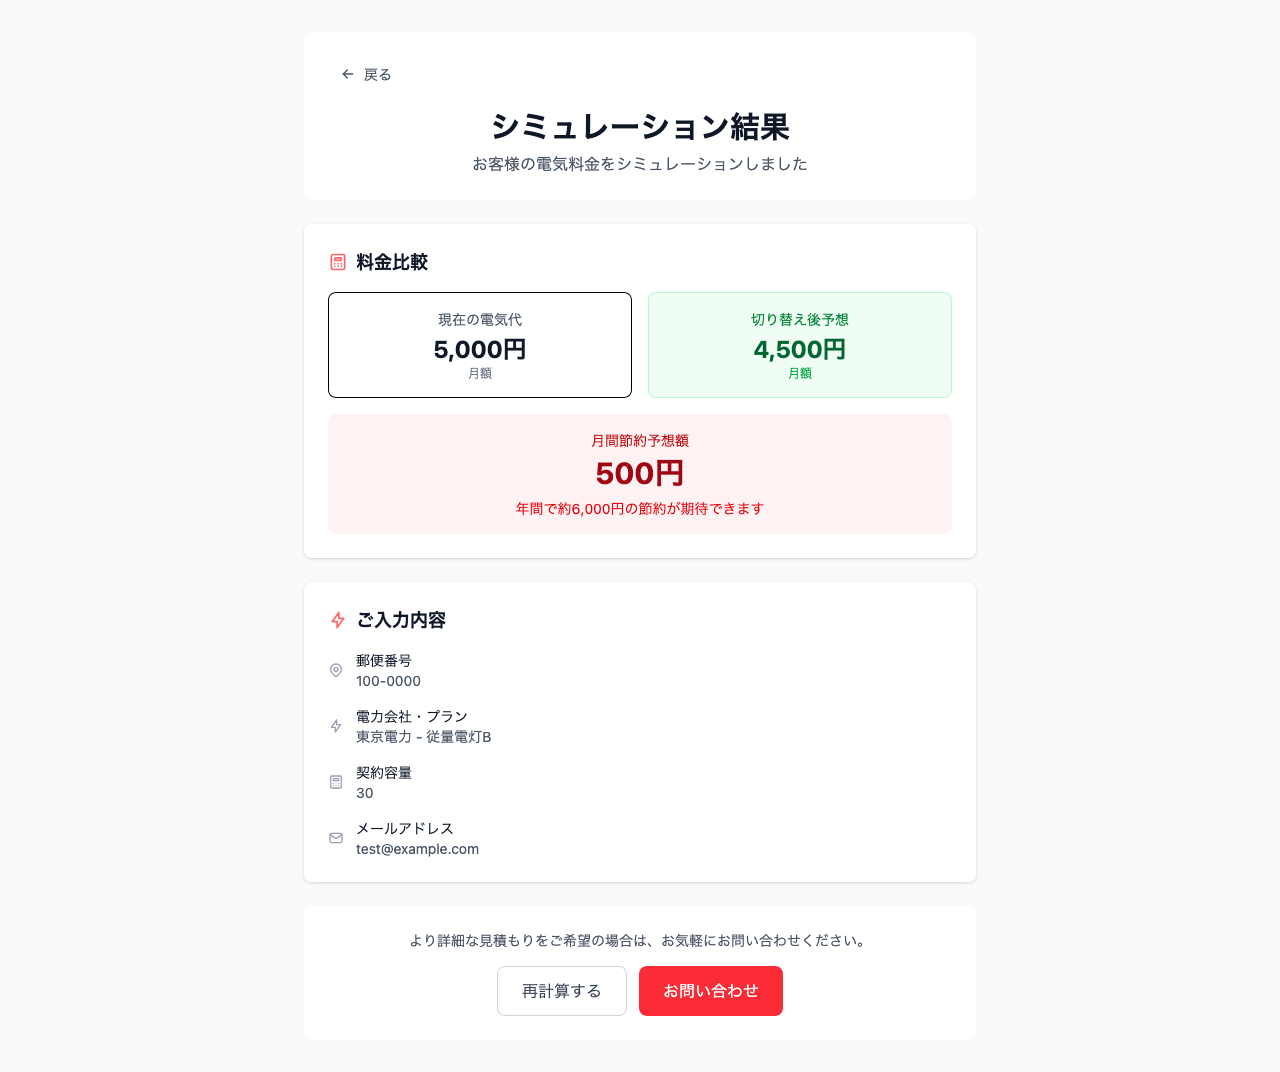 戻る
シミュレーション結果
お客様の電気料金をシミュレーションしました
料金比較
現在の電気代
5,000円
月額
切り替え後予想
4,500円
月額
月間節約予想額
500円
年間で約6,000円の節約が期待できます
ご入力内容
郵便番号
100-0000
電力会社・プラン
東京電力 - 従量電灯B
契約容量
30
メールアドレス
test@example.com
より詳細な見積もりをご希望の場合は、お気軽にお問い合わせください。
再計算する
お問い合わせ